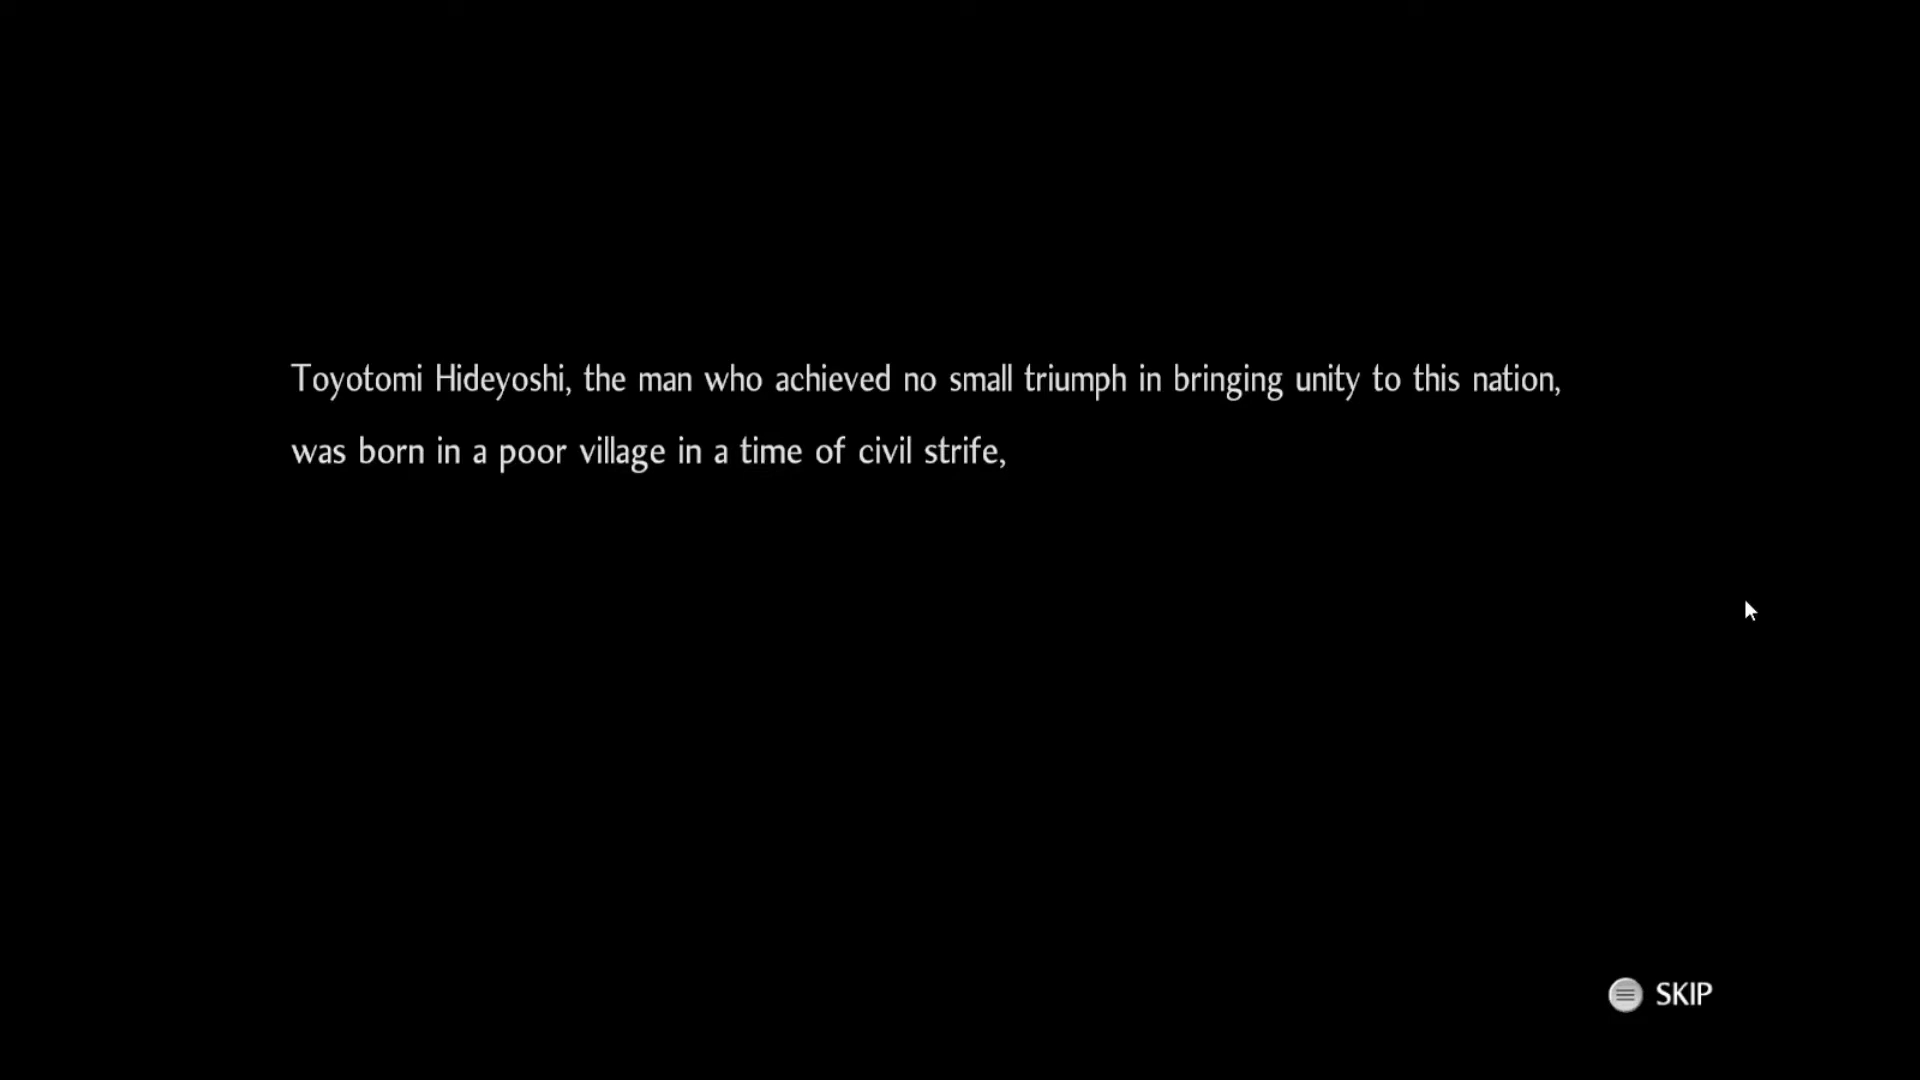 Toyotomi Hideyoshi, the man who achieved no small triumph in bringing unity to this nation,
was born in a poor village in a time of civil strife,
SKIP